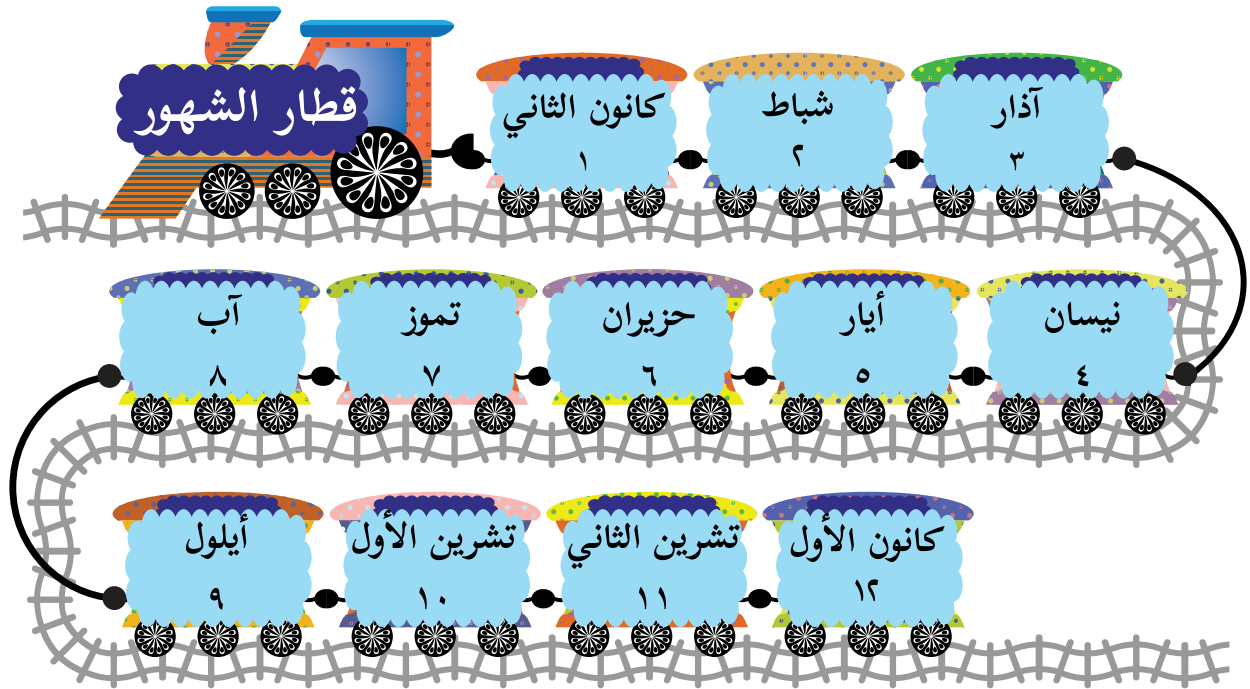 قطار الشهور
كانون الثاني
١
شباط
٢
آذار
٣
نيسان
٤
أيار
٥
حزيران
٦
تموز
٧
آب
٨
أيلول
٩
تشرين الأول
١٠
تشرين الثاني
١١
كانون الأول
١٢